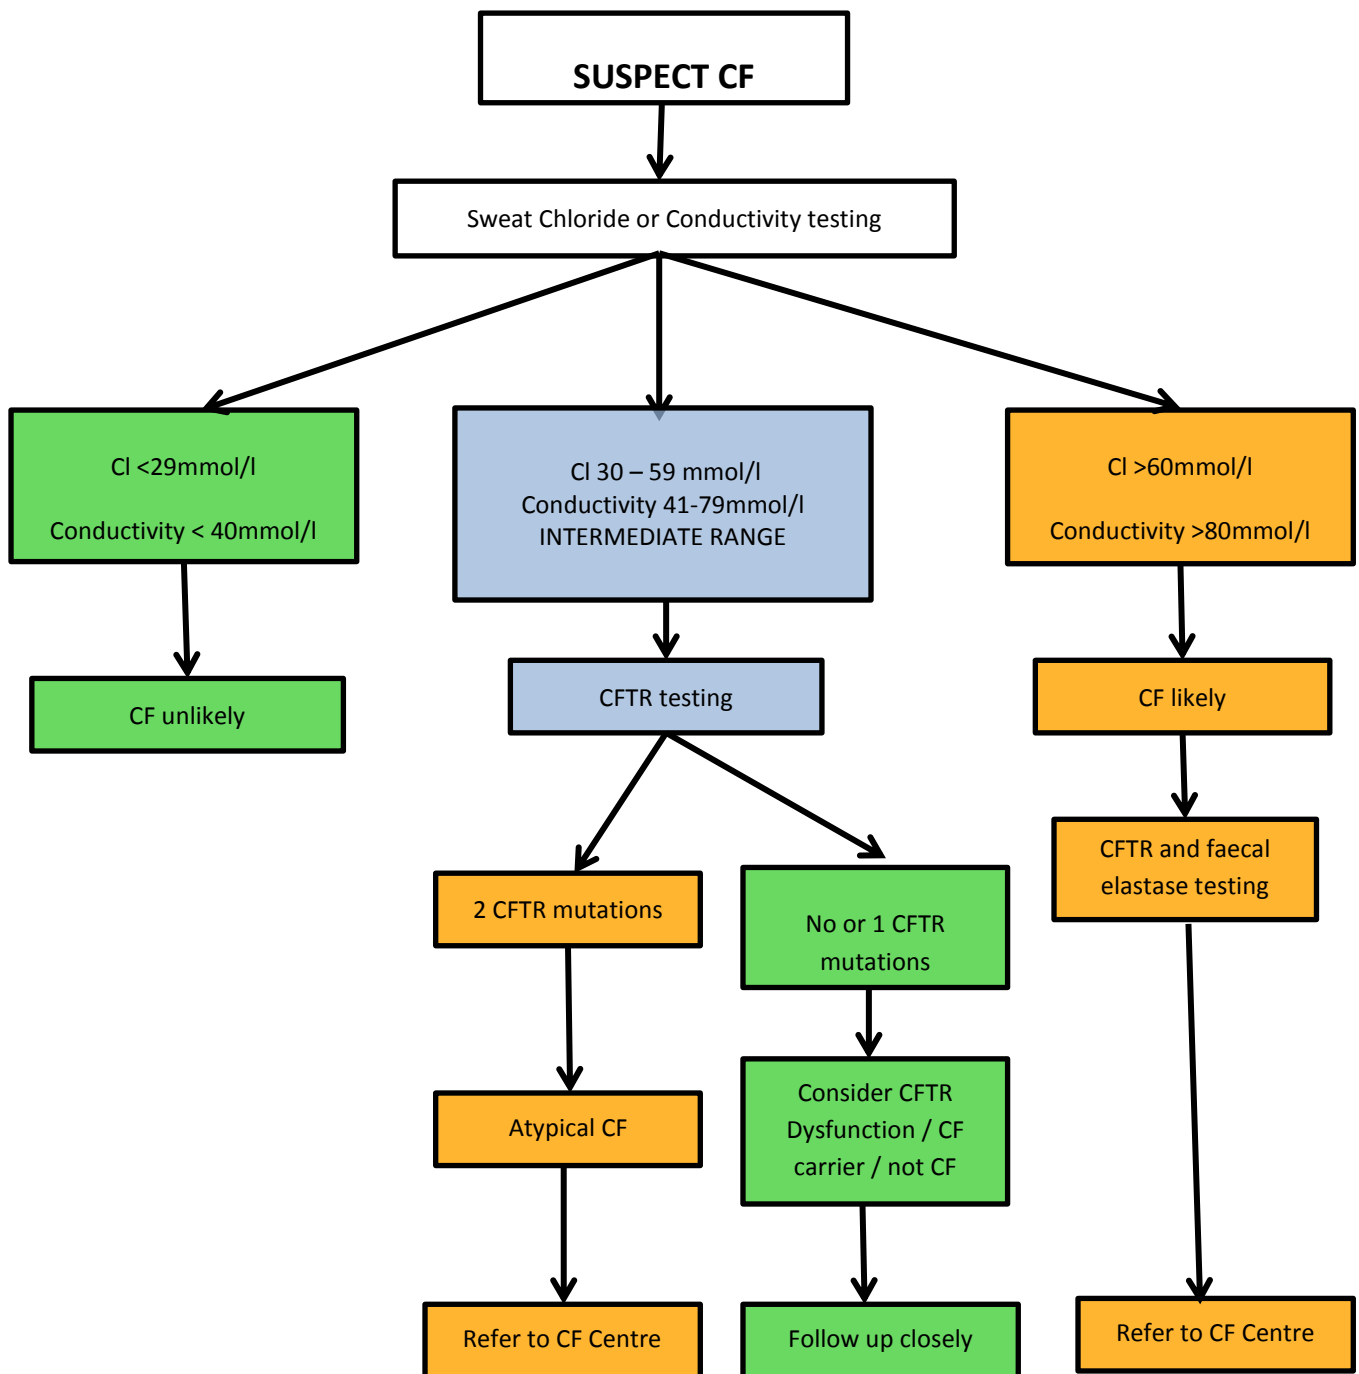 SUSPECT CF
Sweat Chloride or Conductivity testing
Cl <29mmol/l
Conductivity < 40mmol/l
Cl 30 – 59 mmol/l
Conductivity 41-79mmol/l
INTERMEDIATE RANGE
Cl >60mmol/l
Conductivity >80mmol/l
CF unlikely
CFTR testing
CF likely
2 CFTR mutations
No or 1 CFTR
mutations
CFTR and faecal
elastase testing
Atypical CF
Consider CFTR
Dysfunction / CF
carrier / not CF
Refer to CF Centre
Follow up closely
Refer to CF Centre